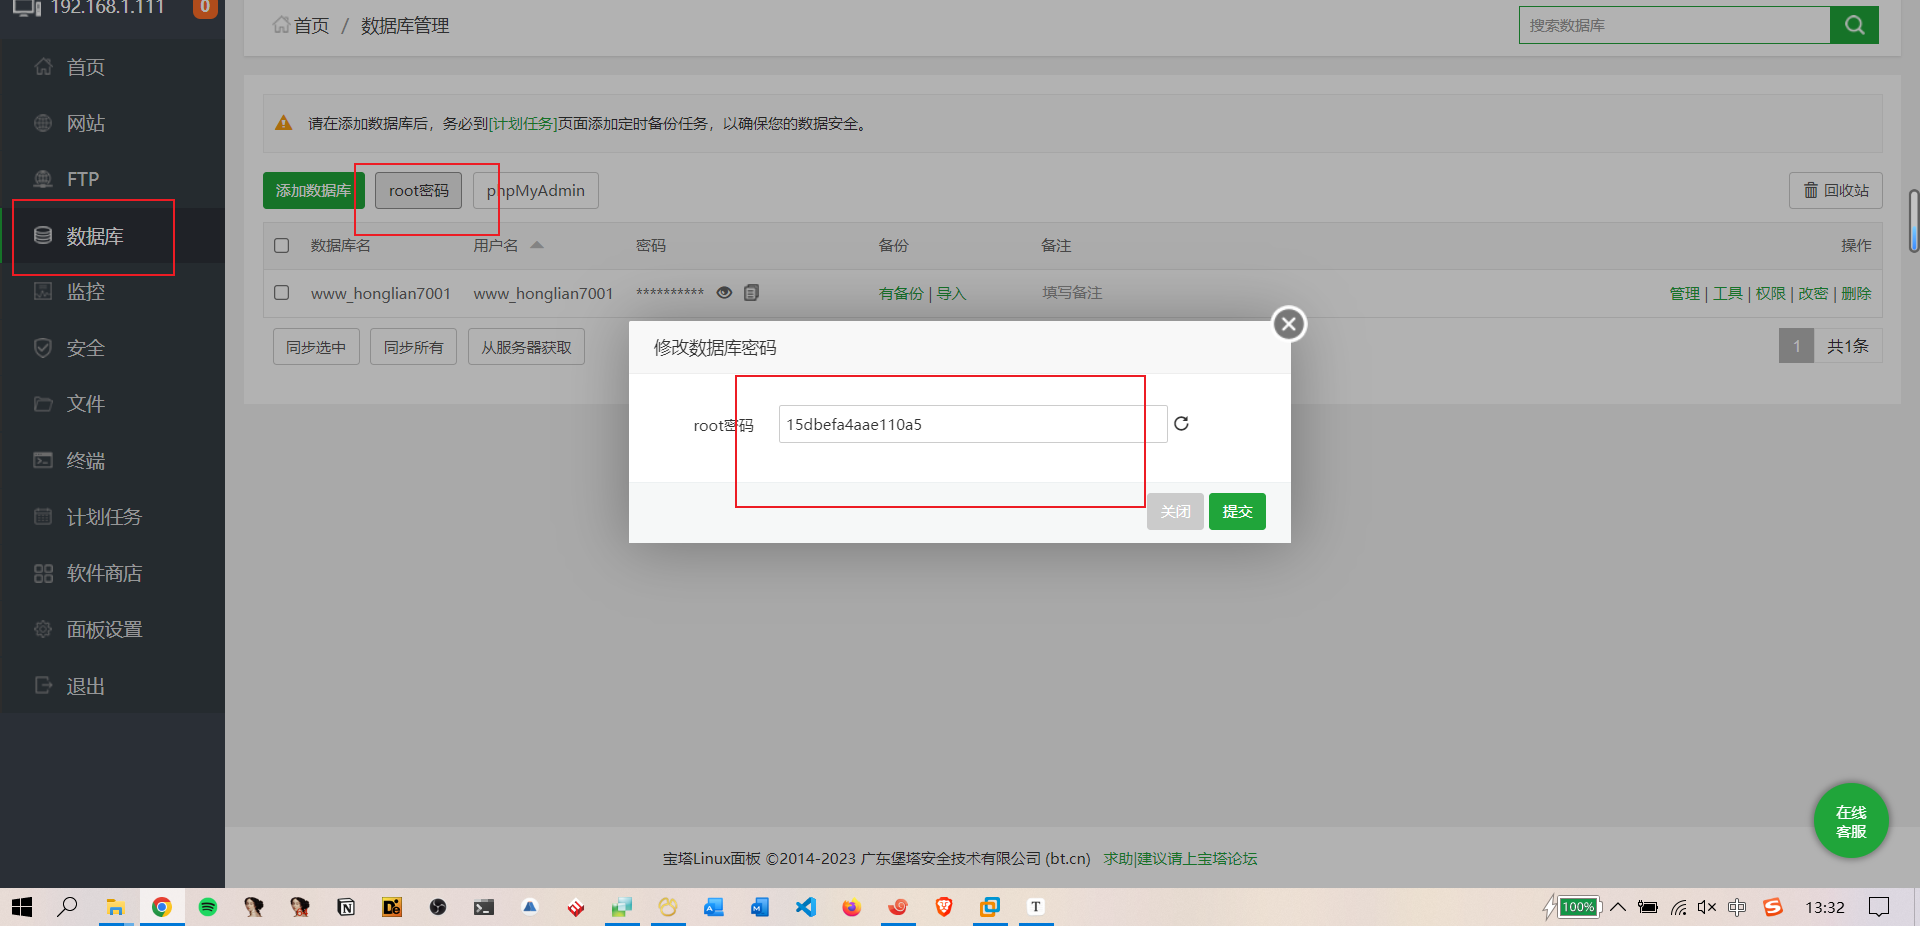 192.168.1.111 0
首页
网站
FTP
数据库
监控
安全
文件
终端
计划任务
软件商店
面板设置
退出
首页 / 数据库管理
搜索数据库
请在添加数据库后，务必到[计划任务]页面添加定时备份任务，以确保您的数据安全。
添加数据库 root密码 phpMyAdmin 回收站
数据库名 用户名 密码 备份 备注 操作
www_honglian7001 www_honglian7001 ********** 有备份 | 导入 填写备注 管理 | 工具 | 权限 | 改密 | 删除
同步选中 同步所有 从服务器获取 1 共1条
修改数据库密码
root密码 15dbefa4aae110a5
关闭 提交
在线
客服
宝塔Linux面板 ©2014-2023 广东堡塔安全技术有限公司 (bt.cn) 求助|建议请上宝塔论坛
100% 中 13:32